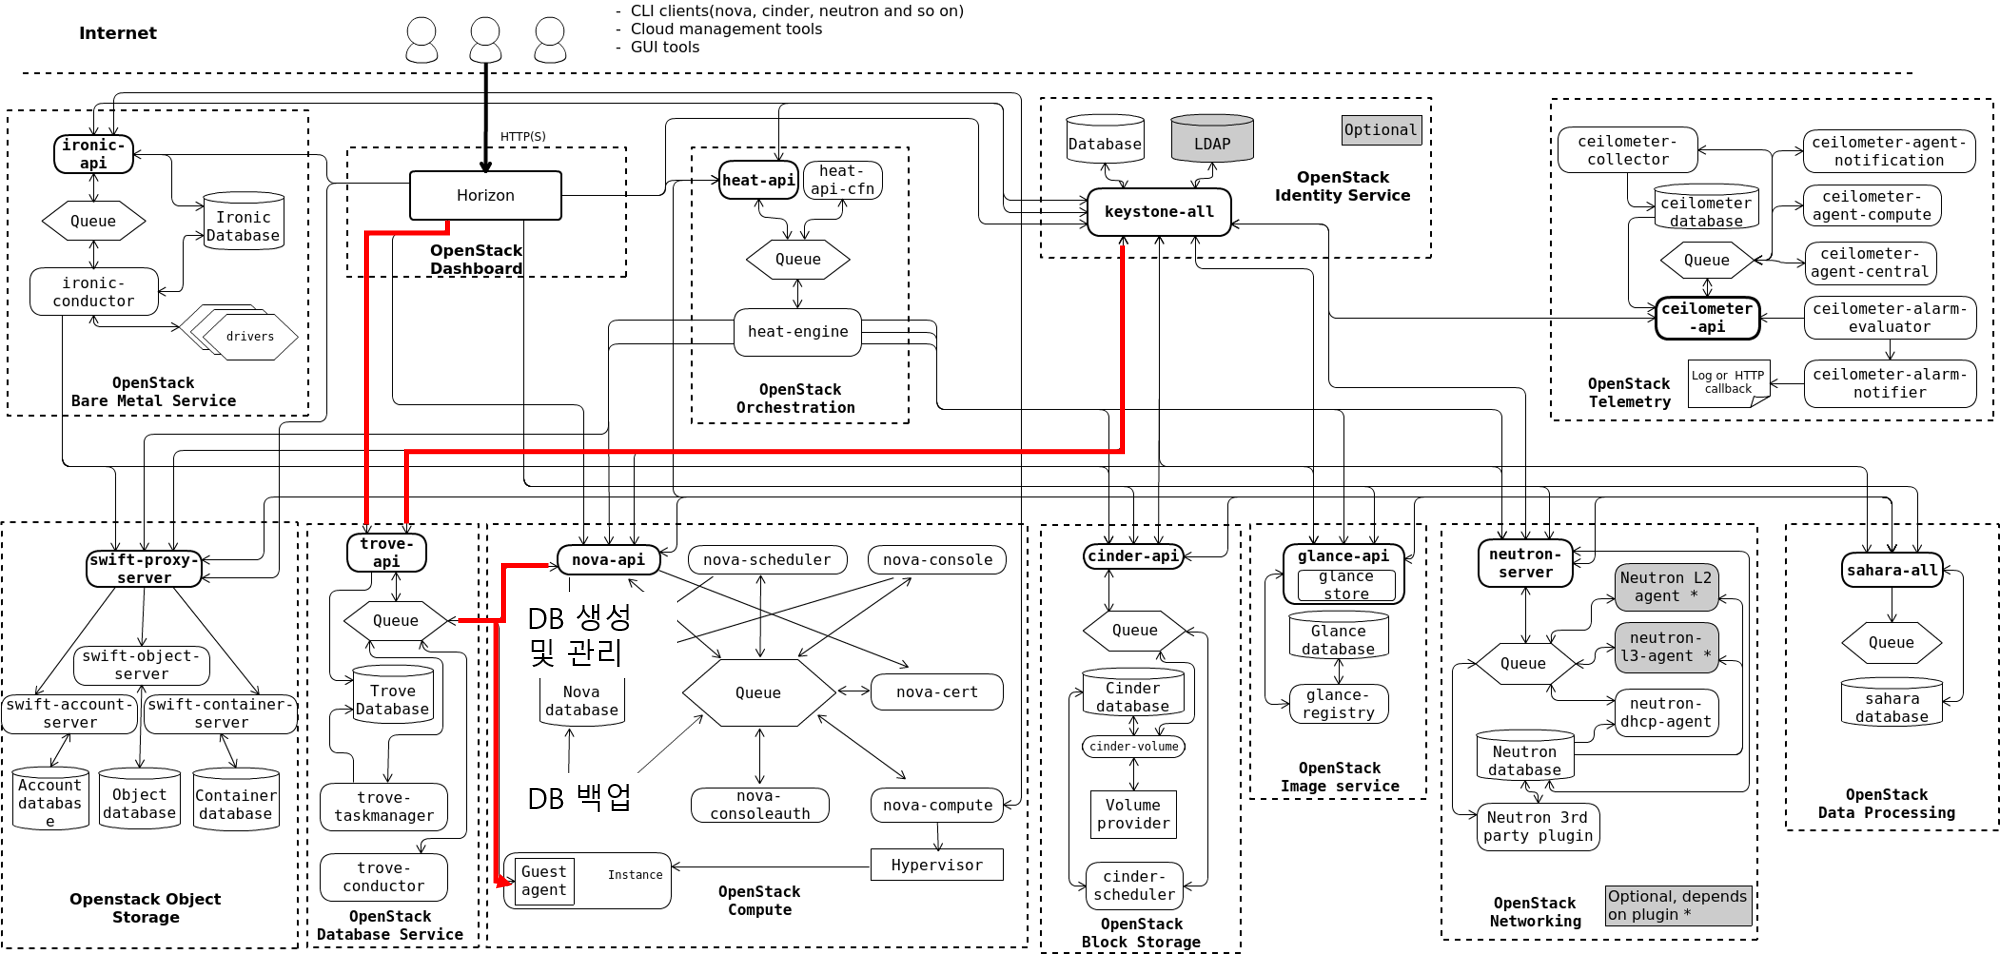 Internet
- CLI clients(nova, cinder, neutron and so on)
- Cloud management tools
- GUI tools
HTTP(S)
ironic-
api
Queue
Ironic
Database
ironic-
conductor
drivers
OpenStack
Bare Metal Service
Horizon
OpenStack
Dashboard
heat-api
heat-
api-cfn
Queue
heat-engine
OpenStack
Orchestration
Database
LDAP
Optional
OpenStack
Identity Service
keystone-all
ceilometer-
collector
ceilometer-agent-
notification
ceilometer
database
ceilometer-
agent-compute
Queue
ceilometer-
agent-central
ceilometer
-api
ceilometer-alarm-
evaluator
Log or HTTP
callback
ceilometer-alarm-
notifier
OpenStack
Telemetry
swift-proxy-
server
swift-object-
server
swift-account-
server
swift-container-
server
Account
databas
e
Object
database
Container
database
Openstack Object
Storage
trove-
api
Queue
Trove
Database
trove-
taskmanager
trove-
conductor
OpenStack
Database Service
nova-api
nova-scheduler
nova-console
DB 생성
및 관리
Nova
database
Queue
nova-cert
DB 백업
nova-
consoleauth
nova-compute
Guest
agent
Instance
Hypervisor
OpenStack
Compute
cinder-api
Queue
Cinder
database
cinder-volume
Volume
provider
cinder-
scheduler
OpenStack
Block Storage
glance-api
glance
store
Glance
database
glance-
registry
OpenStack
Image service
neutron-
server
Neutron L2
agent *
neutron-
l3-agent *
Queue
neutron-
dhcp-agent
Neutron
database
Neutron 3rd
party plugin
OpenStack
Networking
Optional, depends
on plugin *
sahara-all
Queue
sahara
database
OpenStack
Data Processing